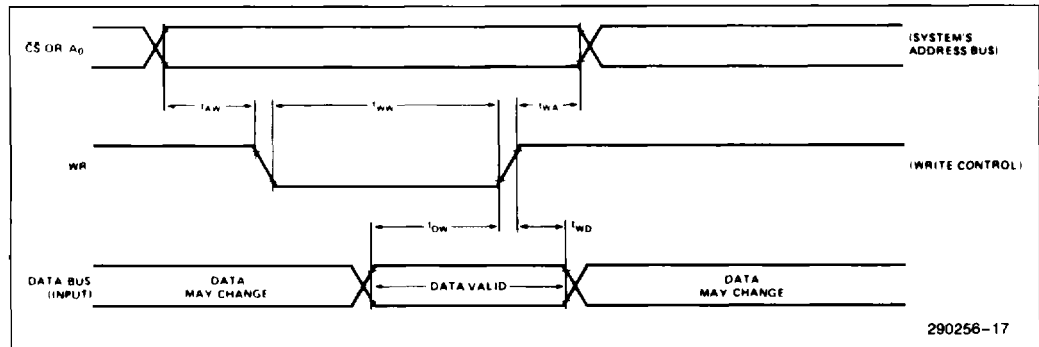 C̅S̅ OR A₀
(SYSTEM'S
ADDRESS BUS)
tAW
tWW
tWA
WR
(WRITE CONTROL)
tDW
tWD
DATA BUS
(INPUT)
DATA
MAY CHANGE
DATA VALID
DATA
MAY CHANGE
290256-17